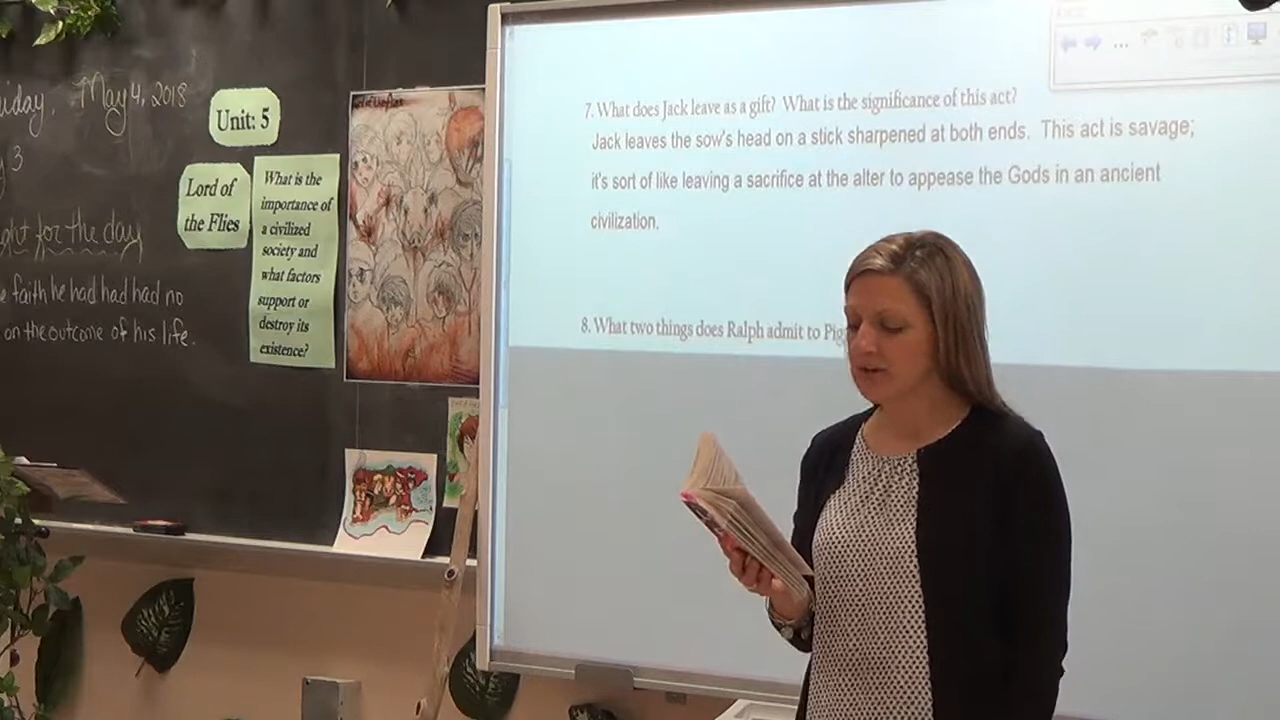 May 4, 2018
3
for the day
faith he had had had no
on the outcome of his life.
Unit: 5
Lord of
the Flies
What is the
importance of
a civilized
society and
what factors
support or
destroy its
existence?
7. What does Jack leave as a gift? What is the significance of this act?
Jack leaves the sow's head on a stick sharpened at both ends. This act is savage;
it's sort of like leaving a sacrifice at the alter to appease the Gods in an ancient
civilization.
8. What two things does Ralph admit to